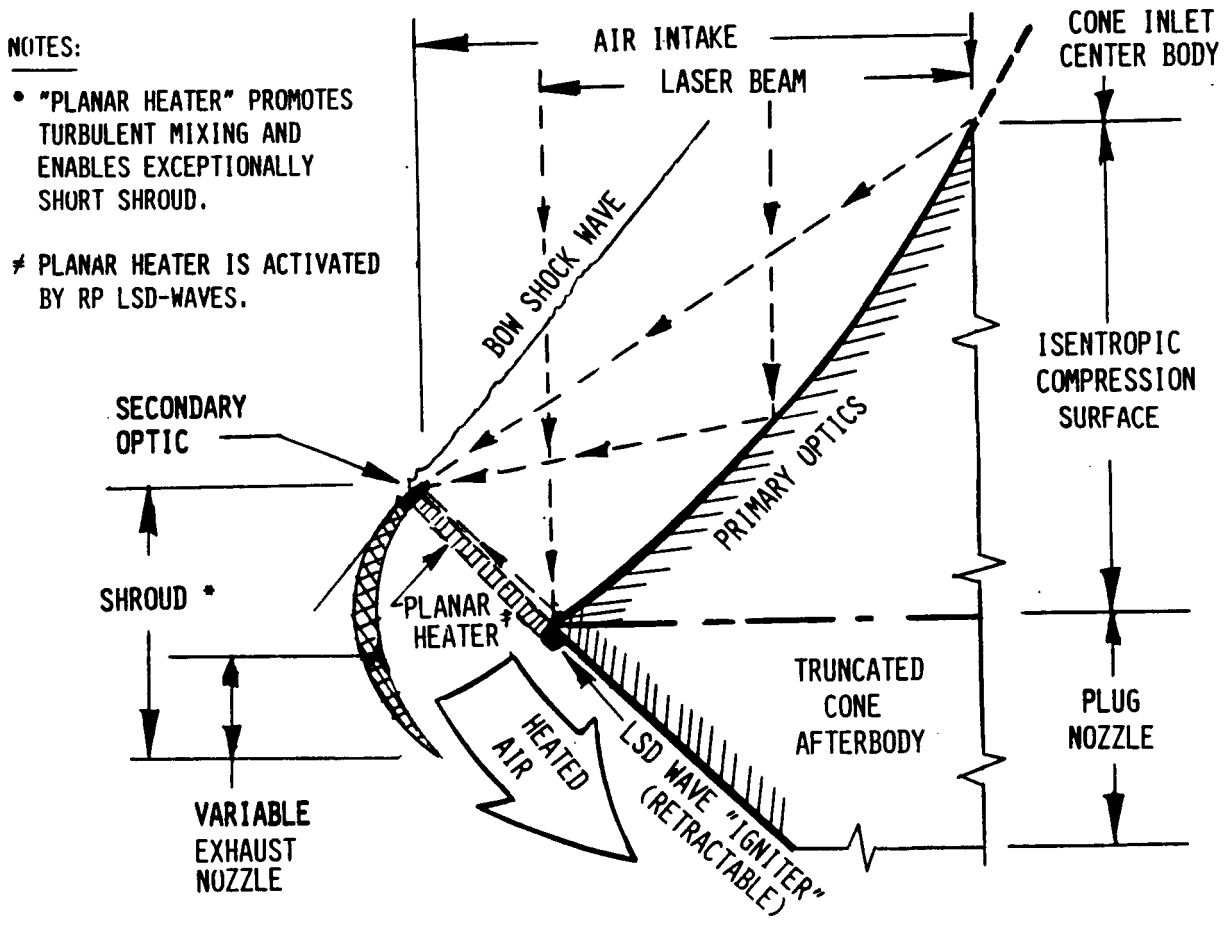 NOTES:
• "PLANAR HEATER" PROMOTES
TURBULENT MIXING AND
ENABLES EXCEPTIONALLY
SHORT SHROUD.
≠ PLANAR HEATER IS ACTIVATED
BY RP LSD-WAVES.
AIR INTAKE
LASER BEAM
CONE INLET
CENTER BODY
BOW SHOCK WAVE
ISENTROPIC
COMPRESSION
SURFACE
SECONDARY
OPTIC
PRIMARY OPTICS
SHROUD *
PLANAR
HEATER ≠
TRUNCATED
CONE
AFTERBODY
PLUG
NOZZLE
HEATED
AIR
LSD WAVE "IGNITER"
(RETRACTABLE)
VARIABLE
EXHAUST
NOZZLE